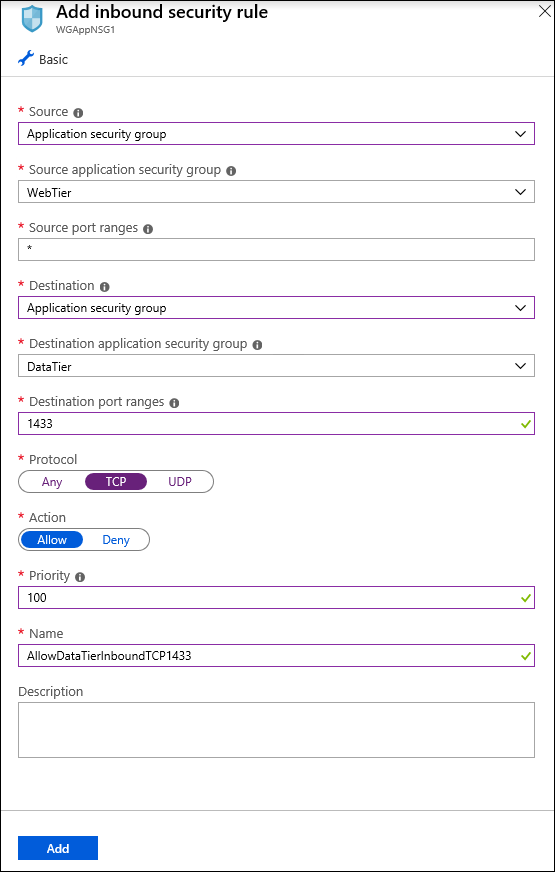 Add inbound security rule
WGAppNSG1
Basic
* Source
Application security group
* Source application security group
WebTier
* Source port ranges
*
* Destination
Application security group
* Destination application security group
DataTier
* Destination port ranges
1433
* Protocol
Any TCP UDP
* Action
Allow Deny
* Priority
100
* Name
AllowDataTierInboundTCP1433
Description
Add